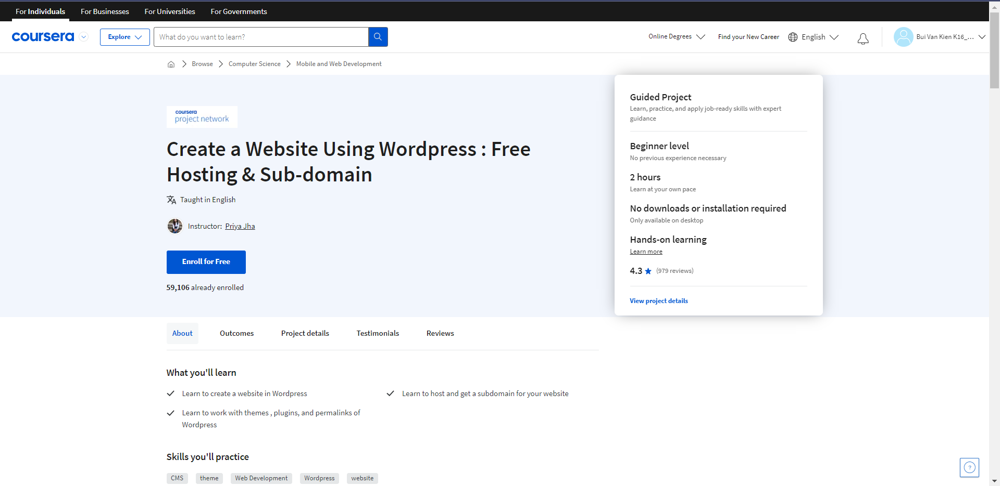 For Individuals For Businesses For Universities For Governments
coursera Explore What do you want to learn? Online Degrees Find your New Career English Bui Van Kien K16_...
Browse Computer Science Mobile and Web Development
coursera
project network
Create a Website Using Wordpress : Free
Hosting & Sub-domain
Taught in English
Instructor: Priya Jha
Enroll for Free
59,106 already enrolled
Guided Project
Learn, practice, and apply job-ready skills with expert
guidance
Beginner level
No previous experience necessary
2 hours
Learn at your own pace
No downloads or installation required
Only available on desktop
Hands-on learning
Learn more
4.3 (979 reviews)
View project details
About Outcomes Project details Testimonials Reviews
What you'll learn
Learn to create a website in Wordpress
Learn to host and get a subdomain for your website
Learn to work with themes , plugins, and permalinks of
Wordpress
Skills you'll practice
CMS theme Web Development Wordpress website
?